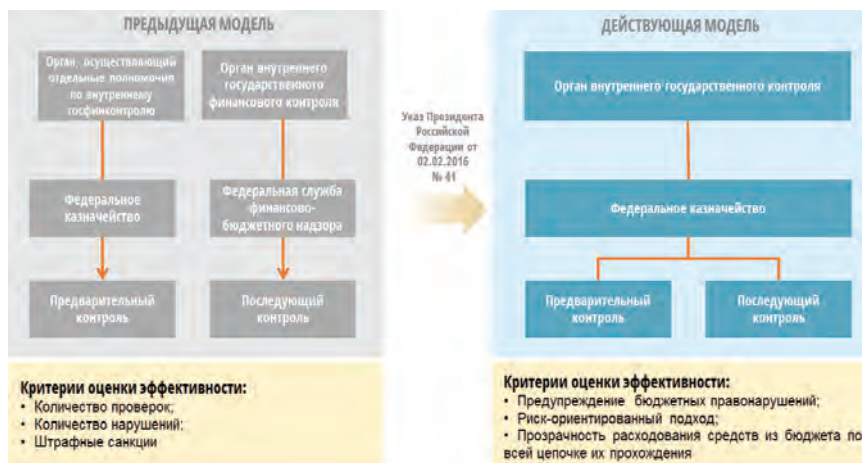 ПРЕДЫДУЩАЯ МОДЕЛЬ
Орган, осуществляющий
отдельные полномочия
по внутреннему
госфинконтролю
Орган внутреннего
государственного
финансового контроля
Федеральное
казначейство
Федеральная служба
финансово-
бюджетного надзора
Предварительный
контроль
Последующий
контроль
Критерии оценки эффективности:
• Количество проверок;
• Количество нарушений;
• Штрафные санкции
Указ Президента
Российской
Федерации от
02.02.2016
№ 41
ДЕЙСТВУЮЩАЯ МОДЕЛЬ
Орган внутреннего государственного контроля
Федеральное казначейство
Предварительный
контроль
Последующий
контроль
Критерии оценки эффективности:
• Предупреждение бюджетных правонарушений;
• Риск-ориентированный подход;
• Прозрачность расходования средств из бюджета по
всей цепочке их прохождения